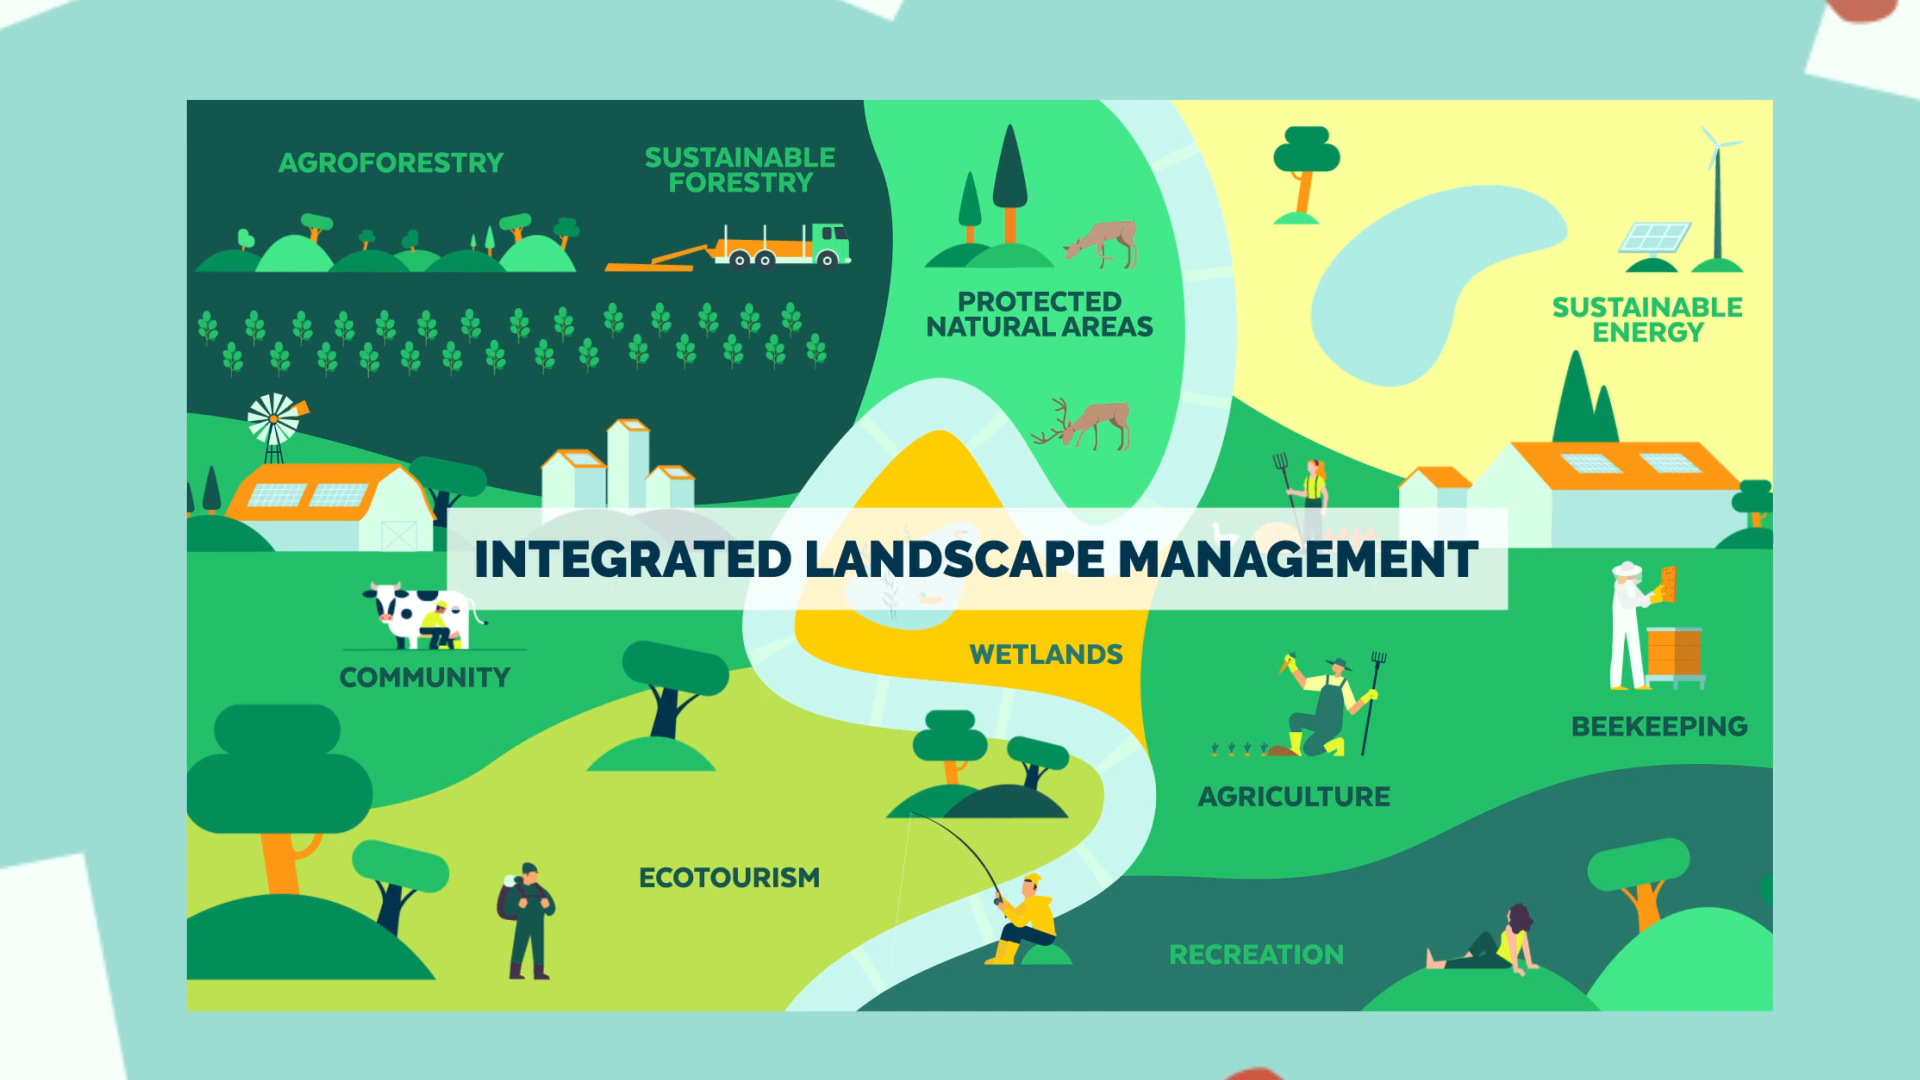 AGROFORESTRY
SUSTAINABLE
FORESTRY
PROTECTED
NATURAL AREAS
SUSTAINABLE
ENERGY
INTEGRATED LANDSCAPE MANAGEMENT
COMMUNITY
WETLANDS
BEEKEEPING
AGRICULTURE
ECOTOURISM
RECREATION